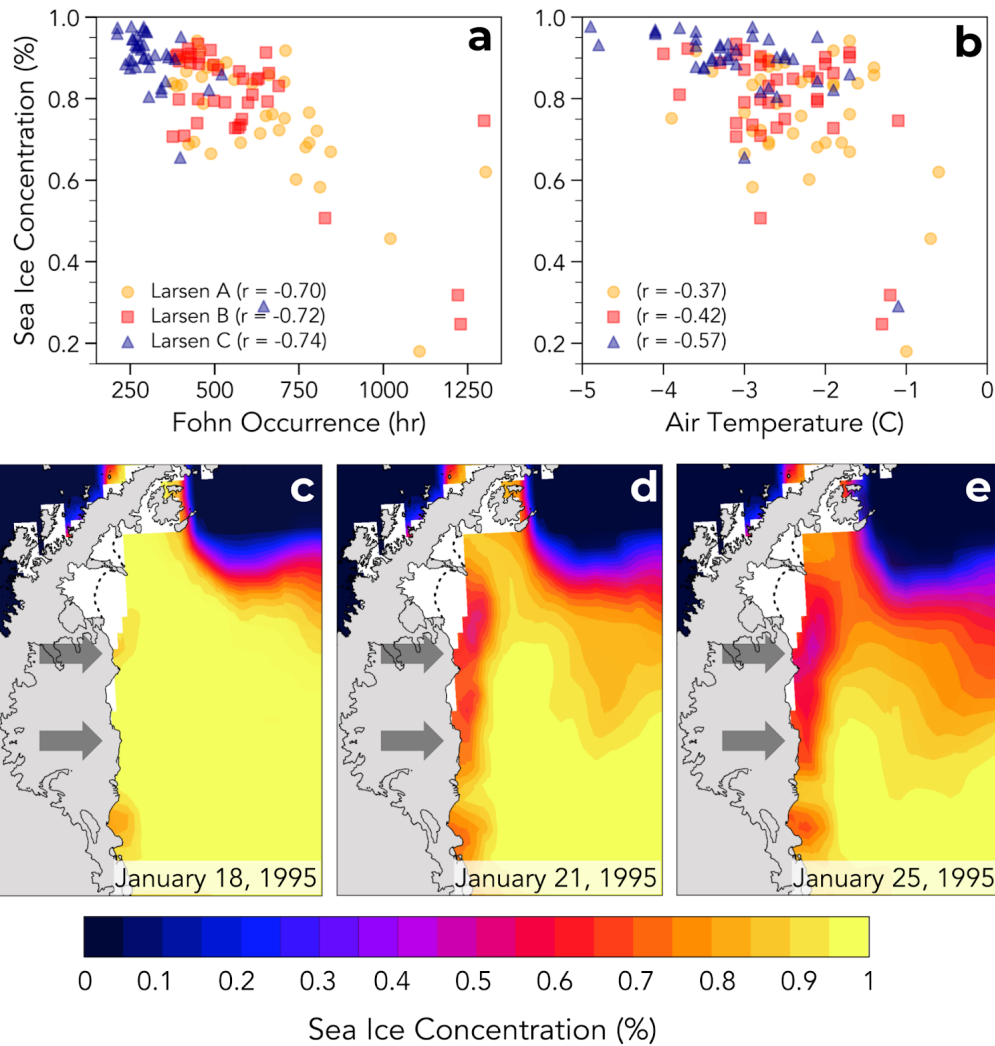 a
b
Sea Ice Concentration (%)
1.0
0.8
0.6
0.4
0.2
Larsen A (r = -0.70)
Larsen B (r = -0.72)
Larsen C (r = -0.74)
250 500 750 1000 1250
Fohn Occurrence (hr)
1.0
0.8
0.6
0.4
0.2
(r = -0.37)
(r = -0.42)
(r = -0.57)
−5 −4 −3 −2 −1 0
Air Temperature (C)
c
d
e
January 18, 1995
January 21, 1995
January 25, 1995
0 0.1 0.2 0.3 0.4 0.5 0.6 0.7 0.8 0.9 1
Sea Ice Concentration (%)